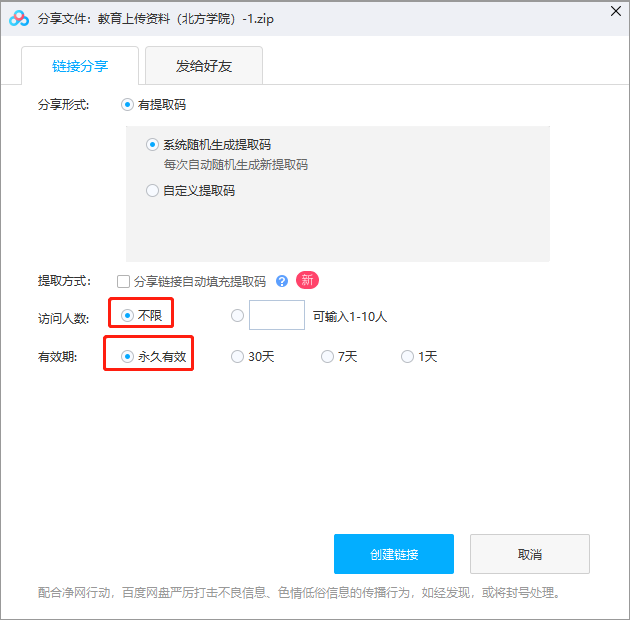 分享文件：教育上传资料（北方学院）-1.zip
链接分享 发给好友
分享形式: 有提取码
系统随机生成提取码
每次自动随机生成新提取码
自定义提取码
提取方式: 分享链接自动填充提取码 ? 新
访问人数: 不限 可输入1-10人
有效期: 永久有效 30天 7天 1天
创建链接 取消
配合净网行动，百度网盘严厉打击不良信息、色情低俗信息的传播行为，如经发现，或将封号处理。